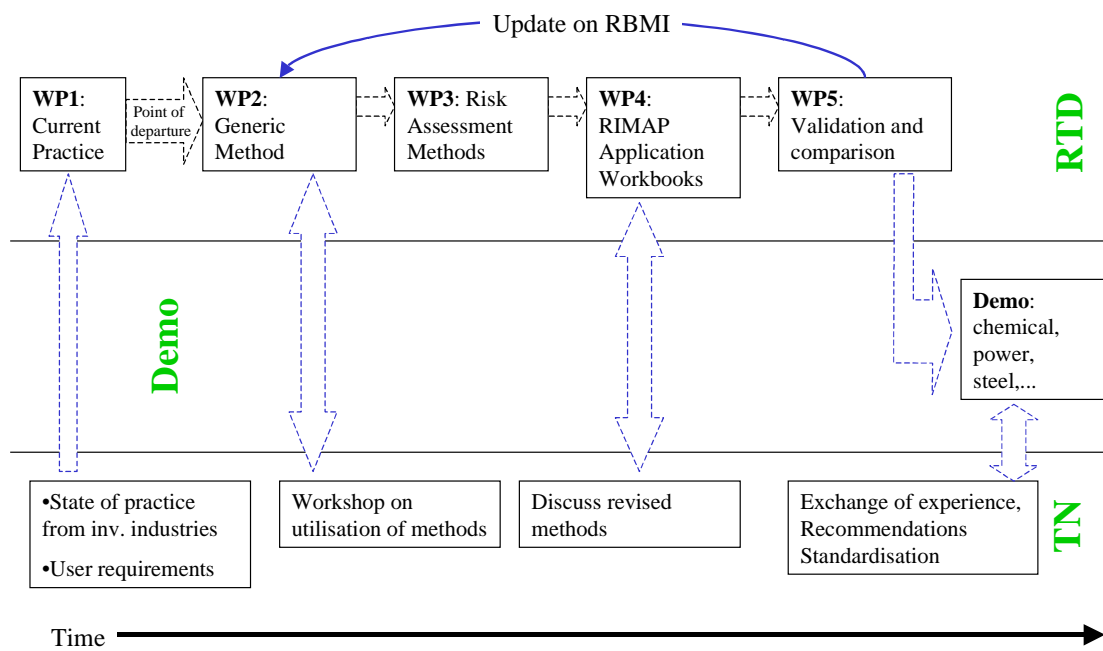 Update on RBMI
WP1:
Current
Practice
Point of
departure
WP2:
Generic
Method
WP3: Risk
Assessment
Methods
WP4:
RIMAP
Application
Workbooks
WP5:
Validation and
comparison
RTD
Demo
Demo:
chemical,
power,
steel,...
•State of practice
from inv. industries
•User requirements
Workshop on
utilisation of methods
Discuss revised
methods
Exchange of experience,
Recommendations
Standardisation
TN
Time